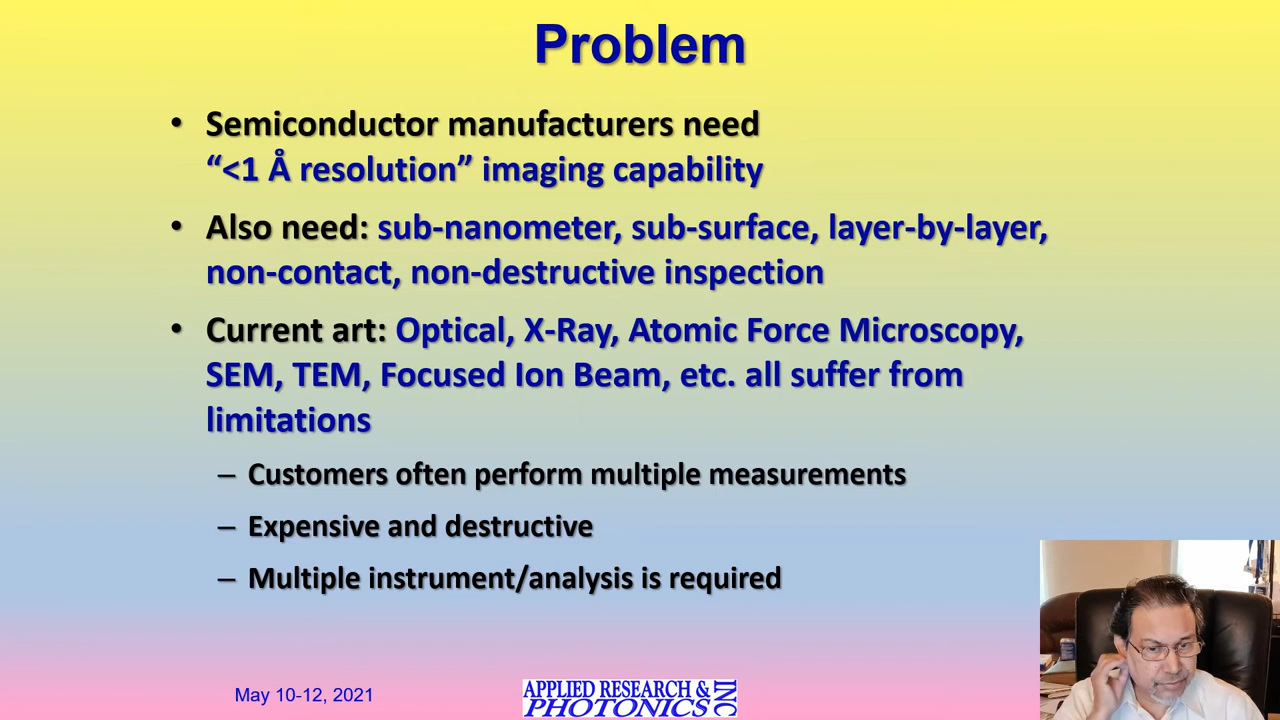 Problem
• Semiconductor manufacturers need
“<1 Å resolution” imaging capability
• Also need: sub-nanometer, sub-surface, layer-by-layer,
non-contact, non-destructive inspection
• Current art: Optical, X-Ray, Atomic Force Microscopy,
SEM, TEM, Focused Ion Beam, etc. all suffer from
limitations
– Customers often perform multiple measurements
– Expensive and destructive
– Multiple instrument/analysis is required
May 10-12, 2021
APPLIED RESEARCH &
PHOTONICS
INC